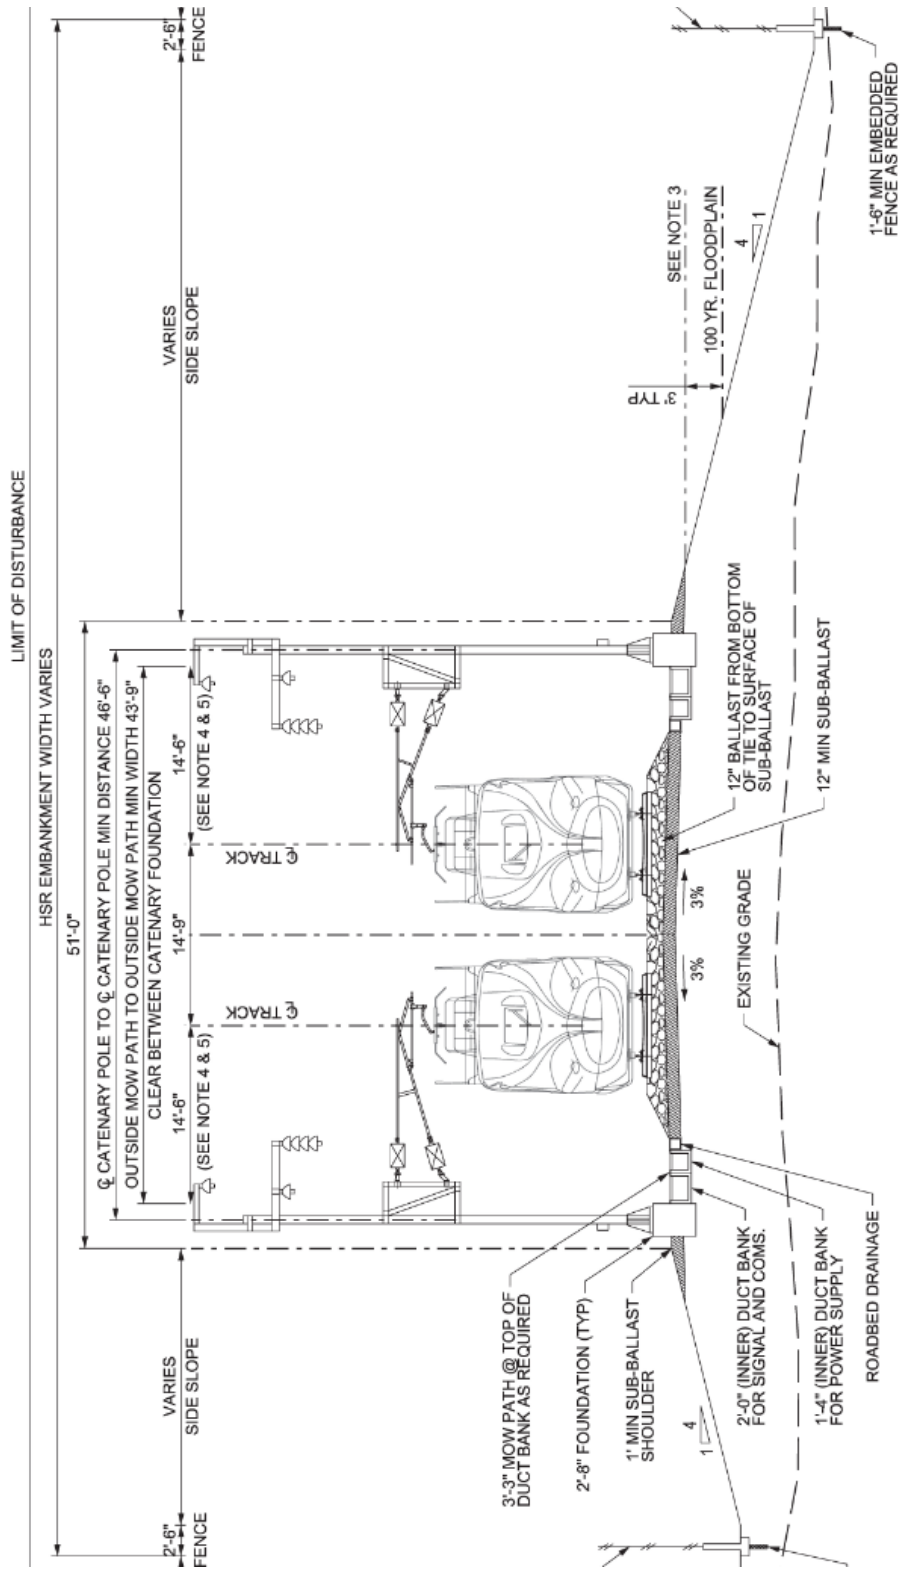 LIMIT OF DISTURBANCE
HSR EMBANKMENT WIDTH VARIES
51'-0"
℄ CATENARY POLE TO ℄ CATENARY POLE MIN DISTANCE 46'-6"
OUTSIDE MOW PATH TO OUTSIDE MOW PATH MIN WIDTH 43'-9"
CLEAR BETWEEN CATENARY FOUNDATION
2'-6"
FENCE
VARIES
SIDE SLOPE
14'-6"
(SEE NOTE 4 & 5)
14'-9"
14'-6"
(SEE NOTE 4 & 5)
VARIES
SIDE SLOPE
2'-6"
FENCE
℄ TRACK
℄ TRACK
3' TYP
SEE NOTE 3
100 YR. FLOODPLAIN
4
1
4
1
3%
3%
3'-3" MOW PATH @ TOP OF
DUCT BANK AS REQUIRED
2'-8" FOUNDATION (TYP)
1' MIN SUB-BALLAST
SHOULDER
2'-0" (INNER) DUCT BANK
FOR SIGNAL AND COMS.
1'-4" (INNER) DUCT BANK
FOR POWER SUPPLY
ROADBED DRAINAGE
EXISTING GRADE
12" BALLAST FROM BOTTOM
OF TIE TO SURFACE OF
SUB-BALLAST
12" MIN SUB-BALLAST
1'-6" MIN EMBEDDED
FENCE AS REQUIRED